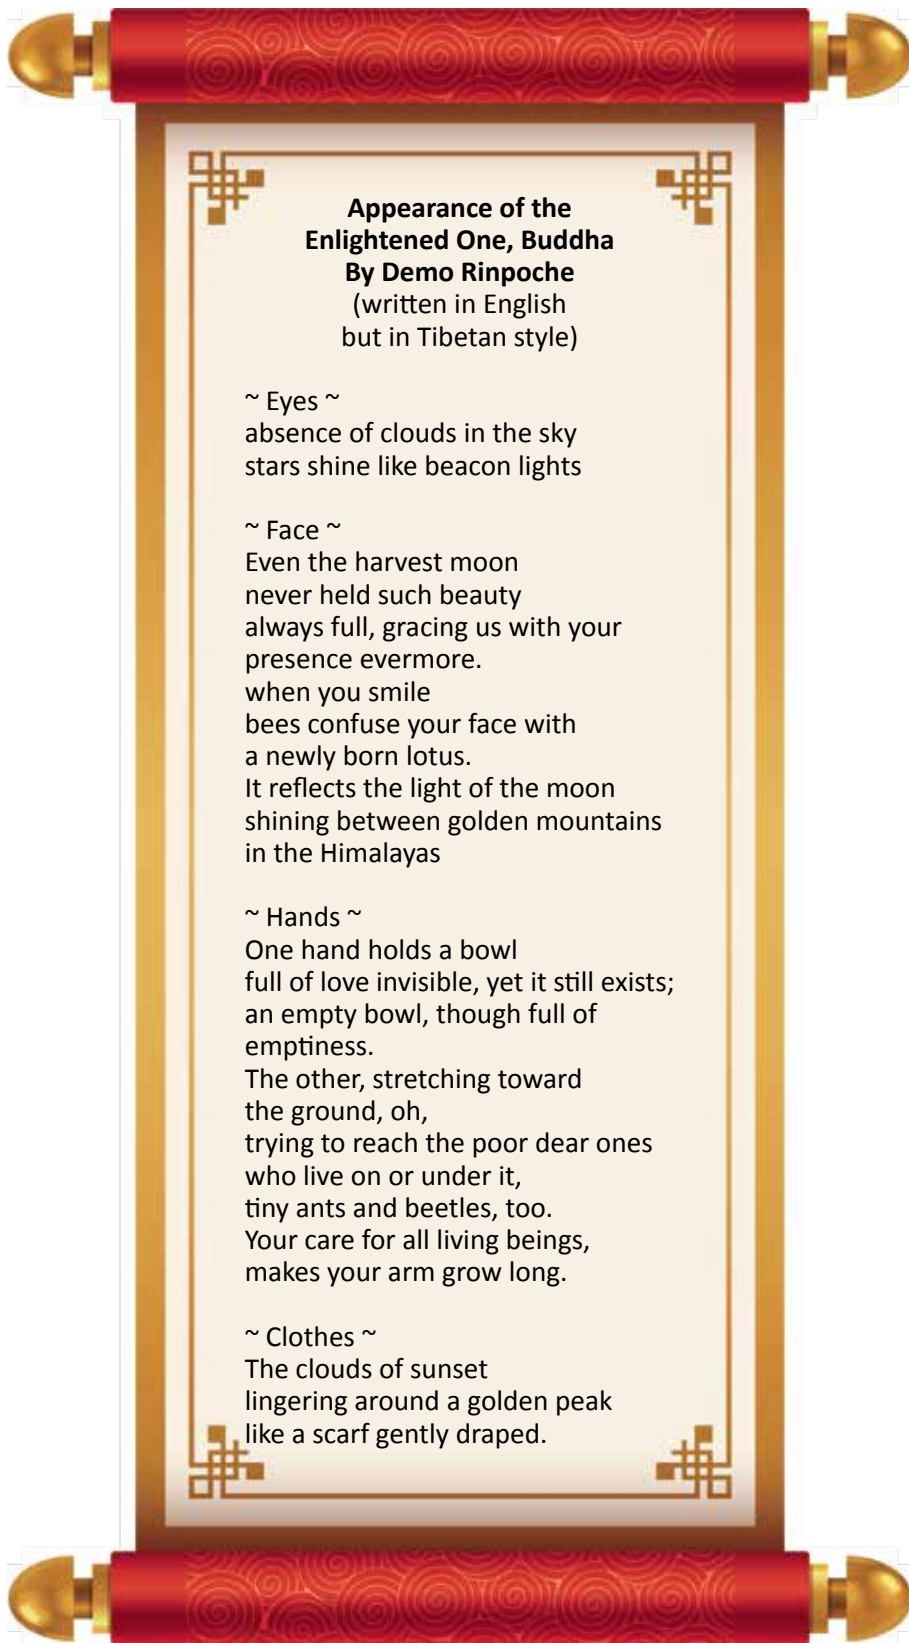 Appearance of the
Enlightened One, Buddha
By Demo Rinpoche
(written in English
but in Tibetan style)
~ Eyes ~
absence of clouds in the sky
stars shine like beacon lights
~ Face ~
Even the harvest moon
never held such beauty
always full, gracing us with your
presence evermore.
when you smile
bees confuse your face with
a newly born lotus.
It reflects the light of the moon
shining between golden mountains
in the Himalayas
~ Hands ~
One hand holds a bowl
full of love invisible, yet it still exists;
an empty bowl, though full of
emptiness.
The other, stretching toward
the ground, oh,
trying to reach the poor dear ones
who live on or under it,
tiny ants and beetles, too.
Your care for all living beings,
makes your arm grow long.
~ Clothes ~
The clouds of sunset
lingering around a golden peak
like a scarf gently draped.